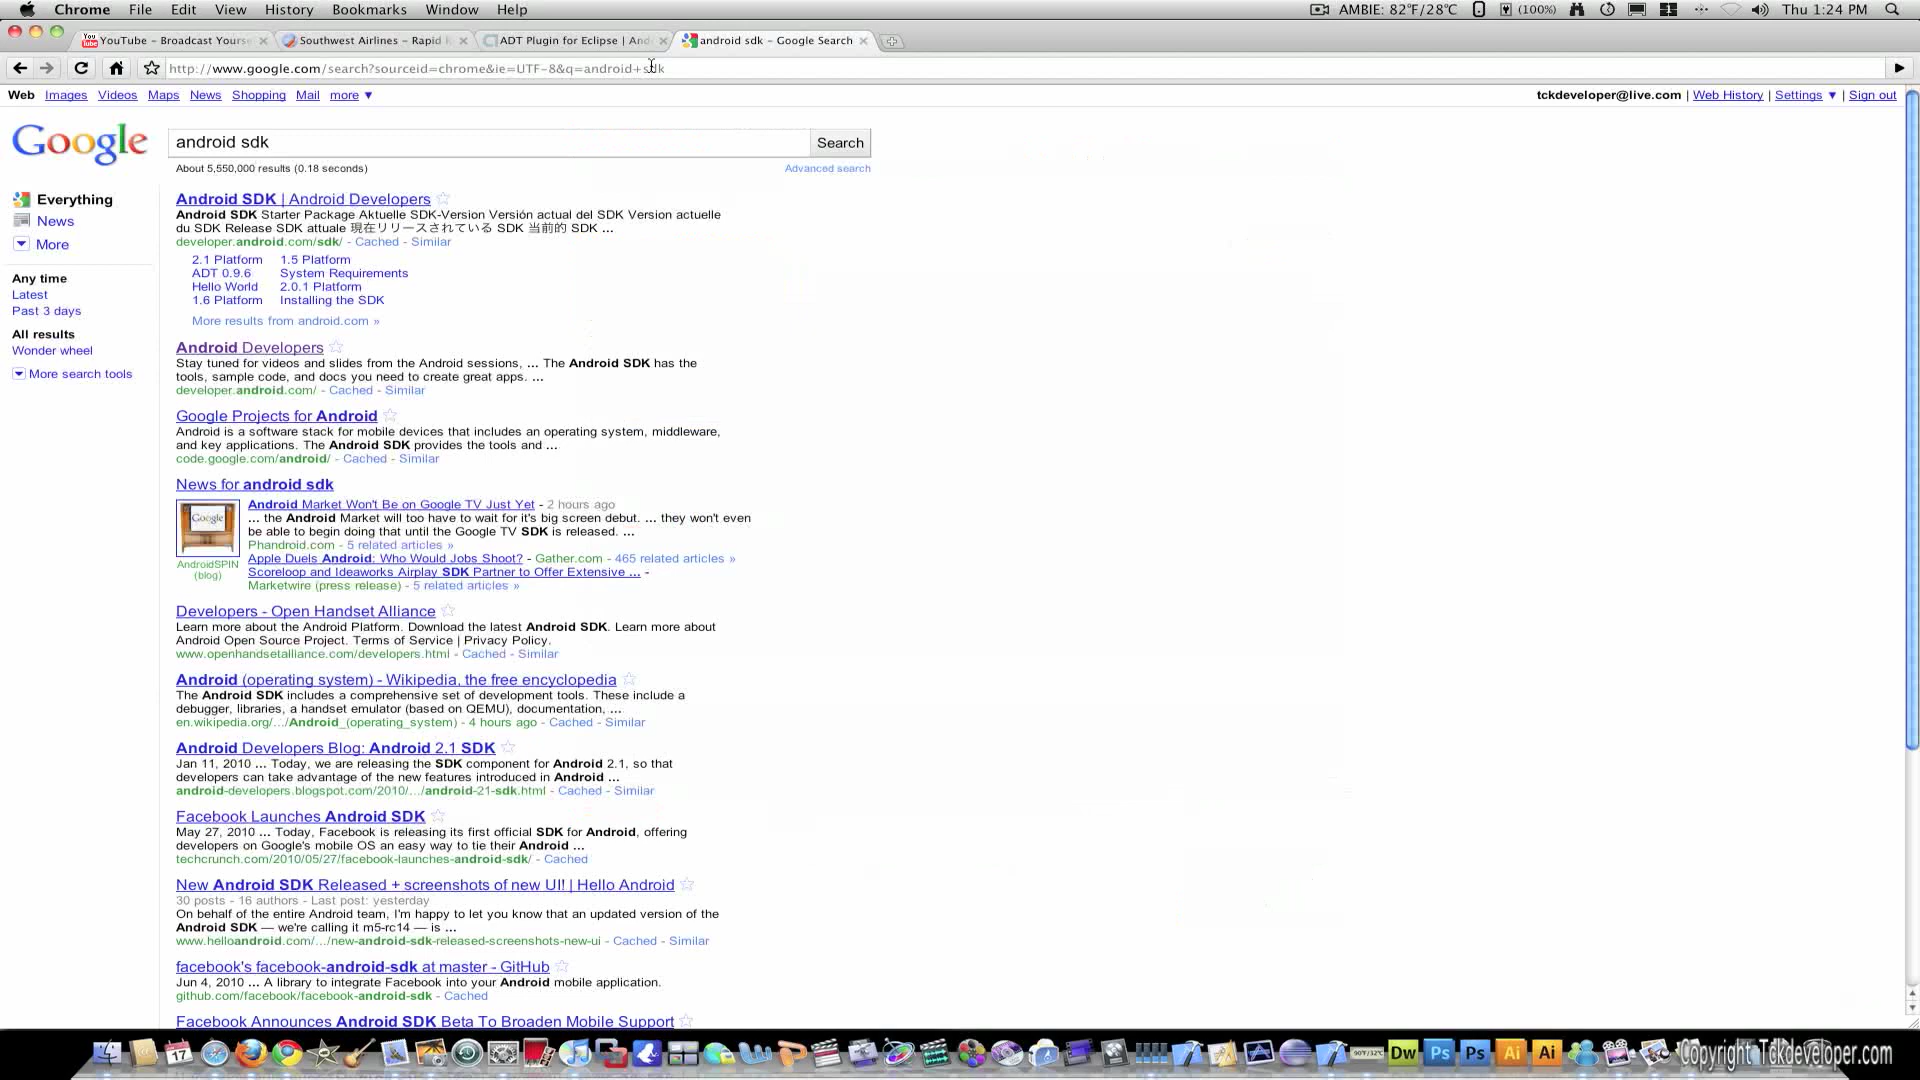 Chrome File Edit View History Bookmarks Window Help
AMBIE: 82°F/28°C (100%) Thu 1:24 PM
YouTube - Broadcast Yourse
Southwest Airlines - Rapid R
ADT Plugin for Eclipse | And
android sdk - Google Search
http://www.google.com/search?sourceid=chrome&ie=UTF-8&q=android+sdk
Web Images Videos Maps News Shopping Mail more ▼
tckdeveloper@live.com | Web History | Settings ▼ | Sign out
Google
android sdk
Search
About 5,550,000 results (0.18 seconds)
Advanced search
Everything
News
More
Any time
Latest
Past 3 days
All results
Wonder wheel
More search tools
Android SDK | Android Developers
Android SDK Starter Package Aktuelle SDK-Version Versión actual del SDK Version actuelle
du SDK Release SDK attuale 現在リリースされている SDK 当前的 SDK ...
developer.android.com/sdk/ - Cached - Similar
2.1 Platform 1.5 Platform
ADT 0.9.6 System Requirements
Hello World 2.0.1 Platform
1.6 Platform Installing the SDK
More results from android.com »
Android Developers
Stay tuned for videos and slides from the Android sessions, ... The Android SDK has the
tools, sample code, and docs you need to create great apps. ...
developer.android.com/ - Cached - Similar
Google Projects for Android
Android is a software stack for mobile devices that includes an operating system, middleware,
and key applications. The Android SDK provides the tools and ...
code.google.com/android/ - Cached - Similar
News for android sdk
Google
AndroidSPIN
(blog)
Android Market Won't Be on Google TV Just Yet - 2 hours ago
... the Android Market will too have to wait for it's big screen debut. ... they won't even
be able to begin doing that until the Google TV SDK is released. ...
Phandroid.com - 5 related articles »
Apple Duels Android: Who Would Jobs Shoot? - Gather.com - 465 related articles »
Scoreloop and Ideaworks Airplay SDK Partner to Offer Extensive ... -
Marketwire (press release) - 5 related articles »
Developers - Open Handset Alliance
Learn more about the Android Platform. Download the latest Android SDK. Learn more about
Android Open Source Project. Terms of Service | Privacy Policy.
www.openhandsetalliance.com/developers.html - Cached - Similar
Android (operating system) - Wikipedia, the free encyclopedia
The Android SDK includes a comprehensive set of development tools. These include a
debugger, libraries, a handset emulator (based on QEMU), documentation, ...
en.wikipedia.org/.../Android_(operating_system) - 4 hours ago - Cached - Similar
Android Developers Blog: Android 2.1 SDK
Jan 11, 2010 ... Today, we are releasing the SDK component for Android 2.1, so that
developers can take advantage of the new features introduced in Android ...
android-developers.blogspot.com/2010/.../android-21-sdk.html - Cached - Similar
Facebook Launches Android SDK
May 27, 2010 ... Today, Facebook is releasing its first official SDK for Android, offering
developers on Google's mobile OS an easy way to tie their Android ...
techcrunch.com/2010/05/27/facebook-launches-android-sdk/ - Cached
New Android SDK Released + screenshots of new UI! | Hello Android
30 posts - 16 authors - Last post: yesterday
On behalf of the entire Android team, I'm happy to let you know that an updated version of the
Android SDK — we're calling it m5-rc14 — is ...
www.helloandroid.com/.../new-android-sdk-released-screenshots-new-ui - Cached - Similar
facebook's facebook-android-sdk at master - GitHub
Jun 4, 2010 ... A library to integrate Facebook into your Android mobile application.
github.com/facebook/facebook-android-sdk - Cached
Facebook Announces Android SDK Beta To Broaden Mobile Support
17 Dw Ps Ps Ai Ai
Copyright Tckdeveloper.com